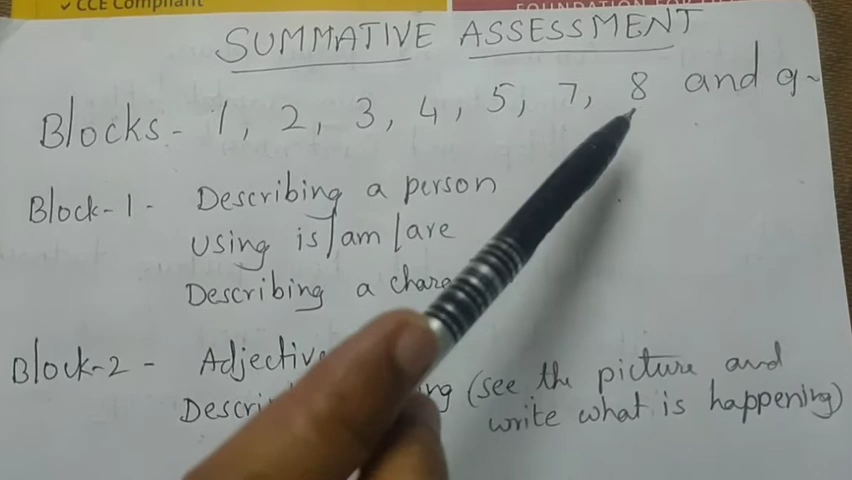 ✓ CCE Compliant
SUMMATIVE ASSESSMENT
Blocks - 1, 2, 3, 4, 5, 7, 8 and 9
Block-1 - Describing a person
using is/am/are
Describing a
Block-2 -
(see the picture and
write what is happening)